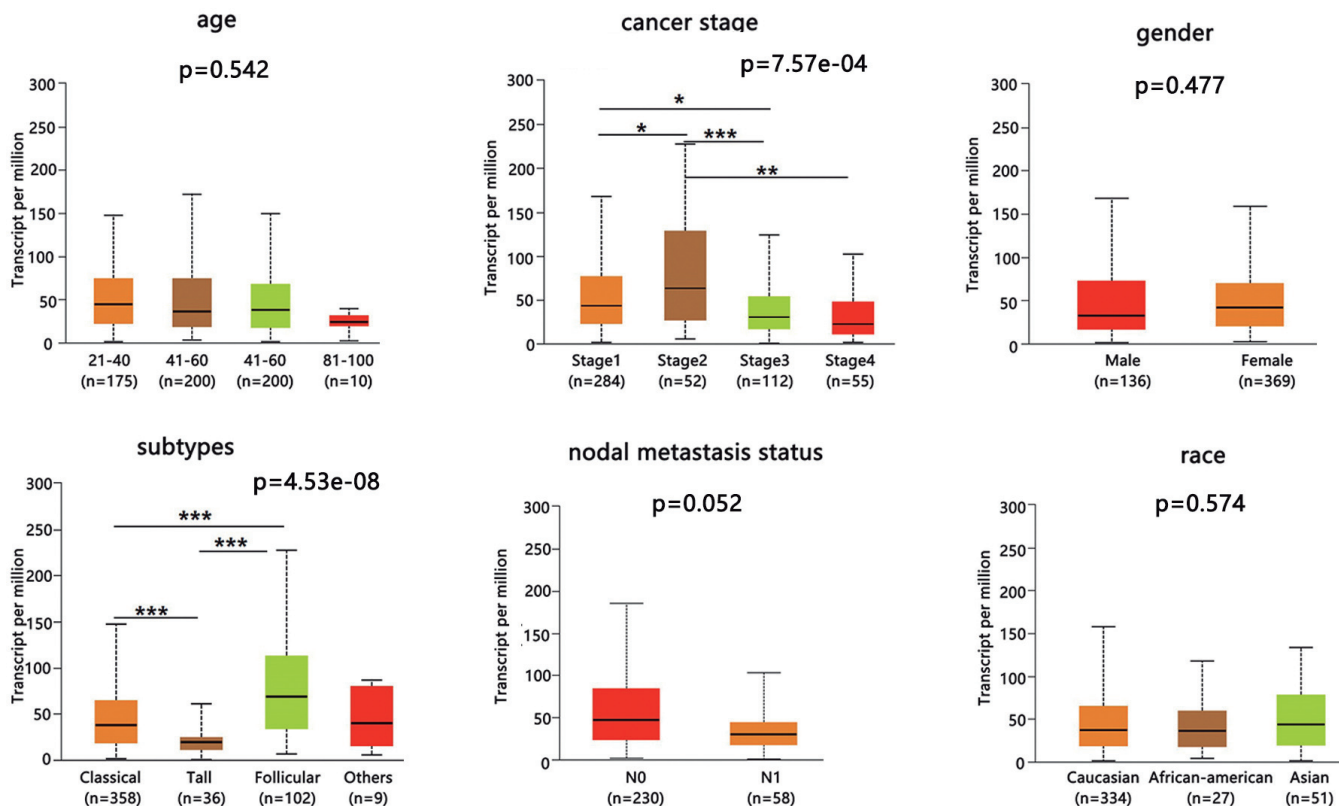 age
p=0.542
Transcript per million
300
250
200
150
100
50
0
21-40
(n=175)
41-60
(n=200)
41-60
(n=200)
81-100
(n=10)
cancer stage
p=7.57e-04
Transcript per million
300
250
200
150
100
50
0
*
*
***
**
Stage1
(n=284)
Stage2
(n=52)
Stage3
(n=112)
Stage4
(n=55)
gender
p=0.477
Transcript per million
300
250
200
150
100
50
0
Male
(n=136)
Female
(n=369)
subtypes
p=4.53e-08
Transcript per million
300
250
200
150
100
50
0
***
***
***
Classical
(n=358)
Tall
(n=36)
Follicular
(n=102)
Others
(n=9)
nodal metastasis status
p=0.052
Transcript per million
300
250
200
150
100
50
0
N0
(n=230)
N1
(n=58)
race
p=0.574
Transcript per million
300
250
200
150
100
50
0
Caucasian
(n=334)
African-american
(n=27)
Asian
(n=51)